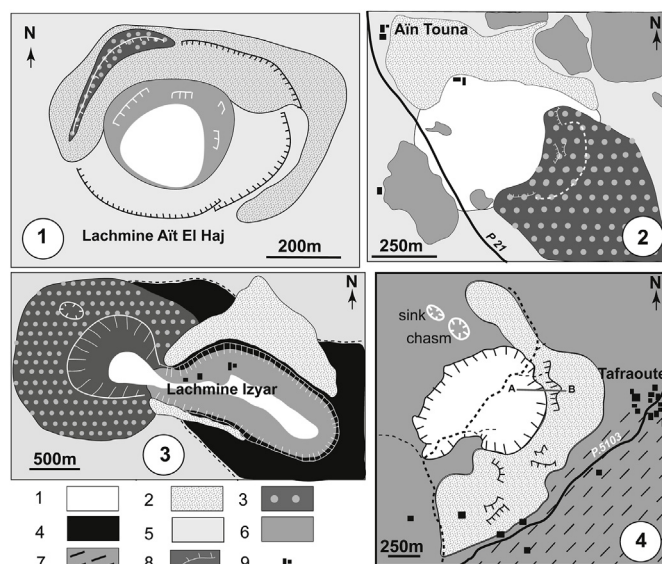 N
1
Lachmine Aït El Haj
200m
N
Aïn Touna
P 21
250m
2
N
Lachmine Izyar
500m
3
N
sink
chasm
A
B
Tafraoute
P.5103
250m
4
1 2 3
4 5 6
7 8 9